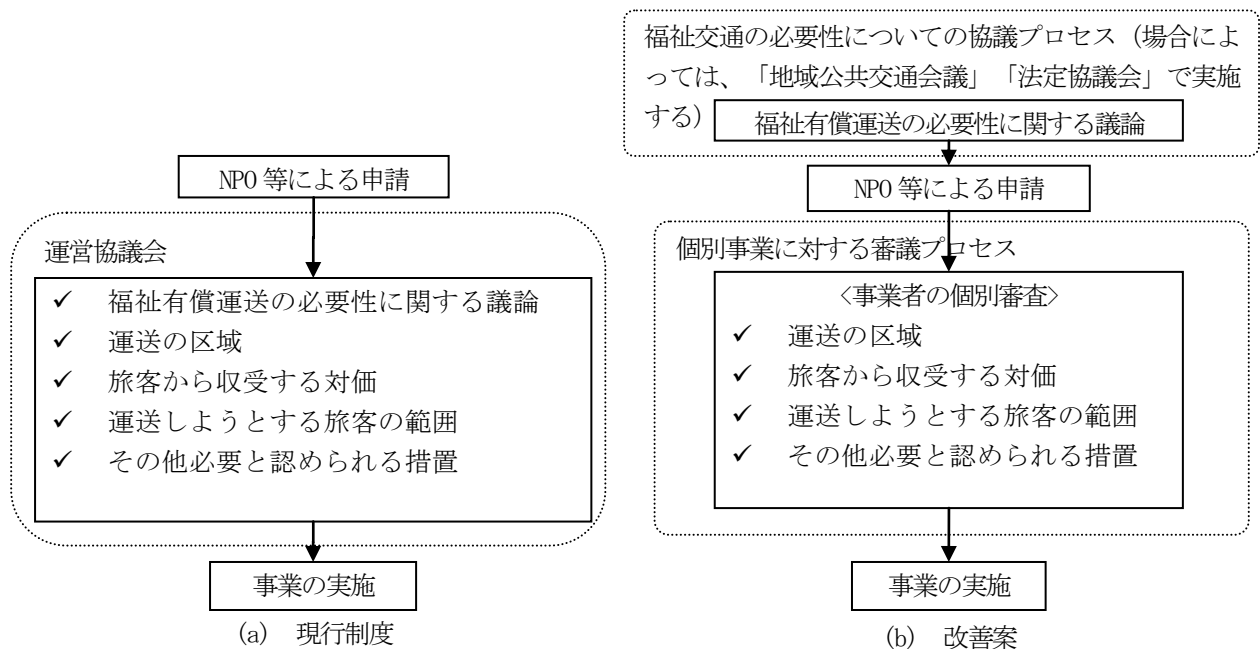 NPO 等による申請
運営協議会
✓ 福祉有償運送の必要性に関する議論
✓ 運送の区域
✓ 旅客から収受する対価
✓ 運送しようとする旅客の範囲
✓ その他必要と認められる措置
事業の実施
(a) 現行制度
福祉交通の必要性についての協議プロセス（場合によ
っては、「地域公共交通会議」「法定協議会」で実施
する）
福祉有償運送の必要性に関する議論
NPO 等による申請
個別事業に対する審議プロセス
<事業者の個別審査>
✓ 運送の区域
✓ 旅客から収受する対価
✓ 運送しようとする旅客の範囲
✓ その他必要と認められる措置
事業の実施
(b) 改善案